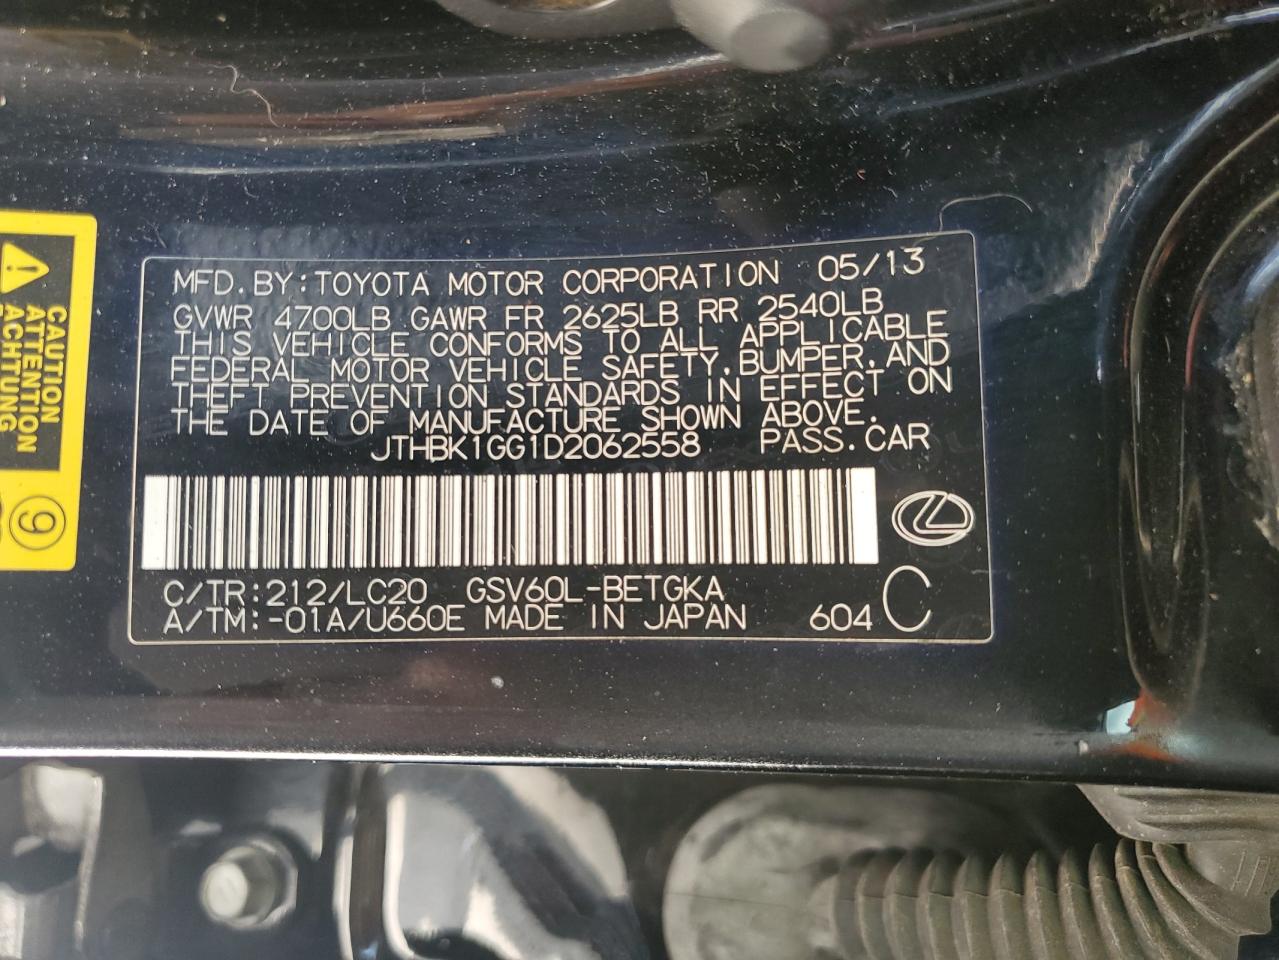 MFD.BY:TOYOTA MOTOR CORPORATION 05/13
GVWR 4700LB GAWR FR 2625LB RR 2540LB
THIS VEHICLE CONFORMS TO ALL APPLICABLE
FEDERAL MOTOR VEHICLE SAFETY,BUMPER,AND
THEFT PREVENTION STANDARDS IN EFFECT ON
THE DATE OF MANUFACTURE SHOWN ABOVE.
JTHBK1GG1D2062558 PASS.CAR
C/TR:212/LC20 GSV60L-BETGKA
A/TM:-01A/U660E MADE IN JAPAN 604 C
CAUTION
ATTENTION
ACHTUNG
9